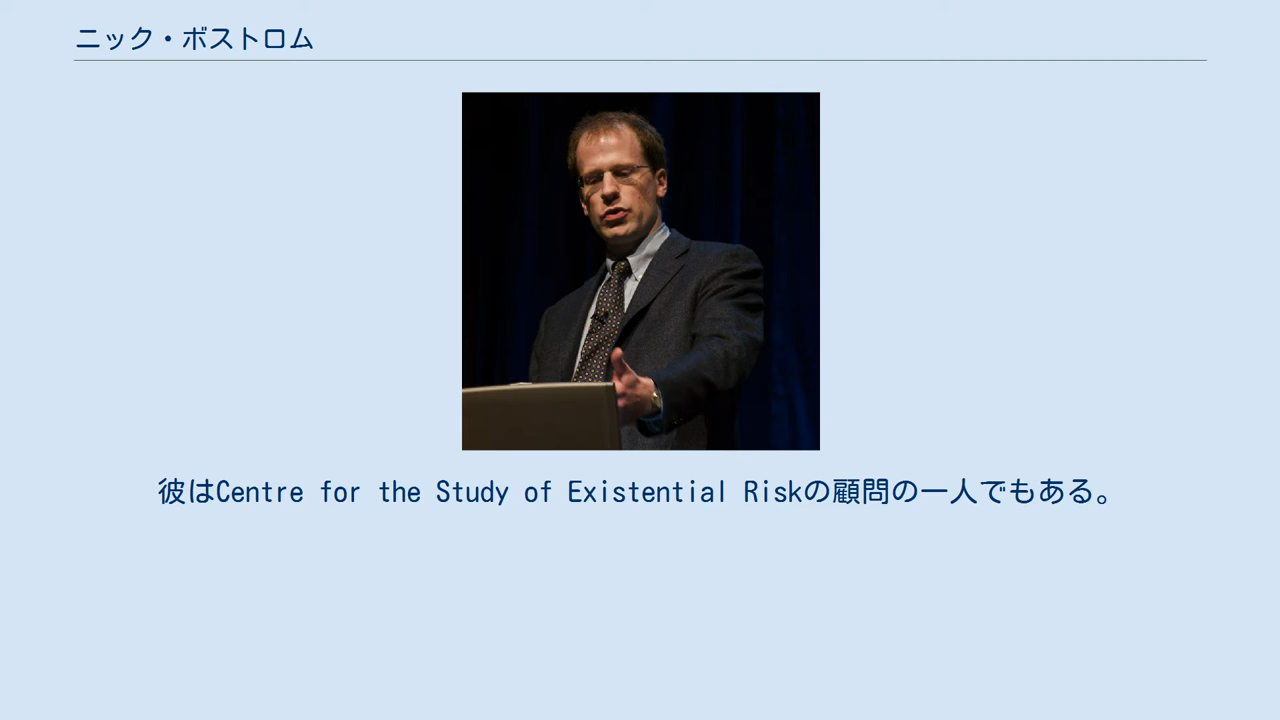 ニック・ボストロム
彼はCentre for the Study of Existential Riskの顧問の一人でもある。